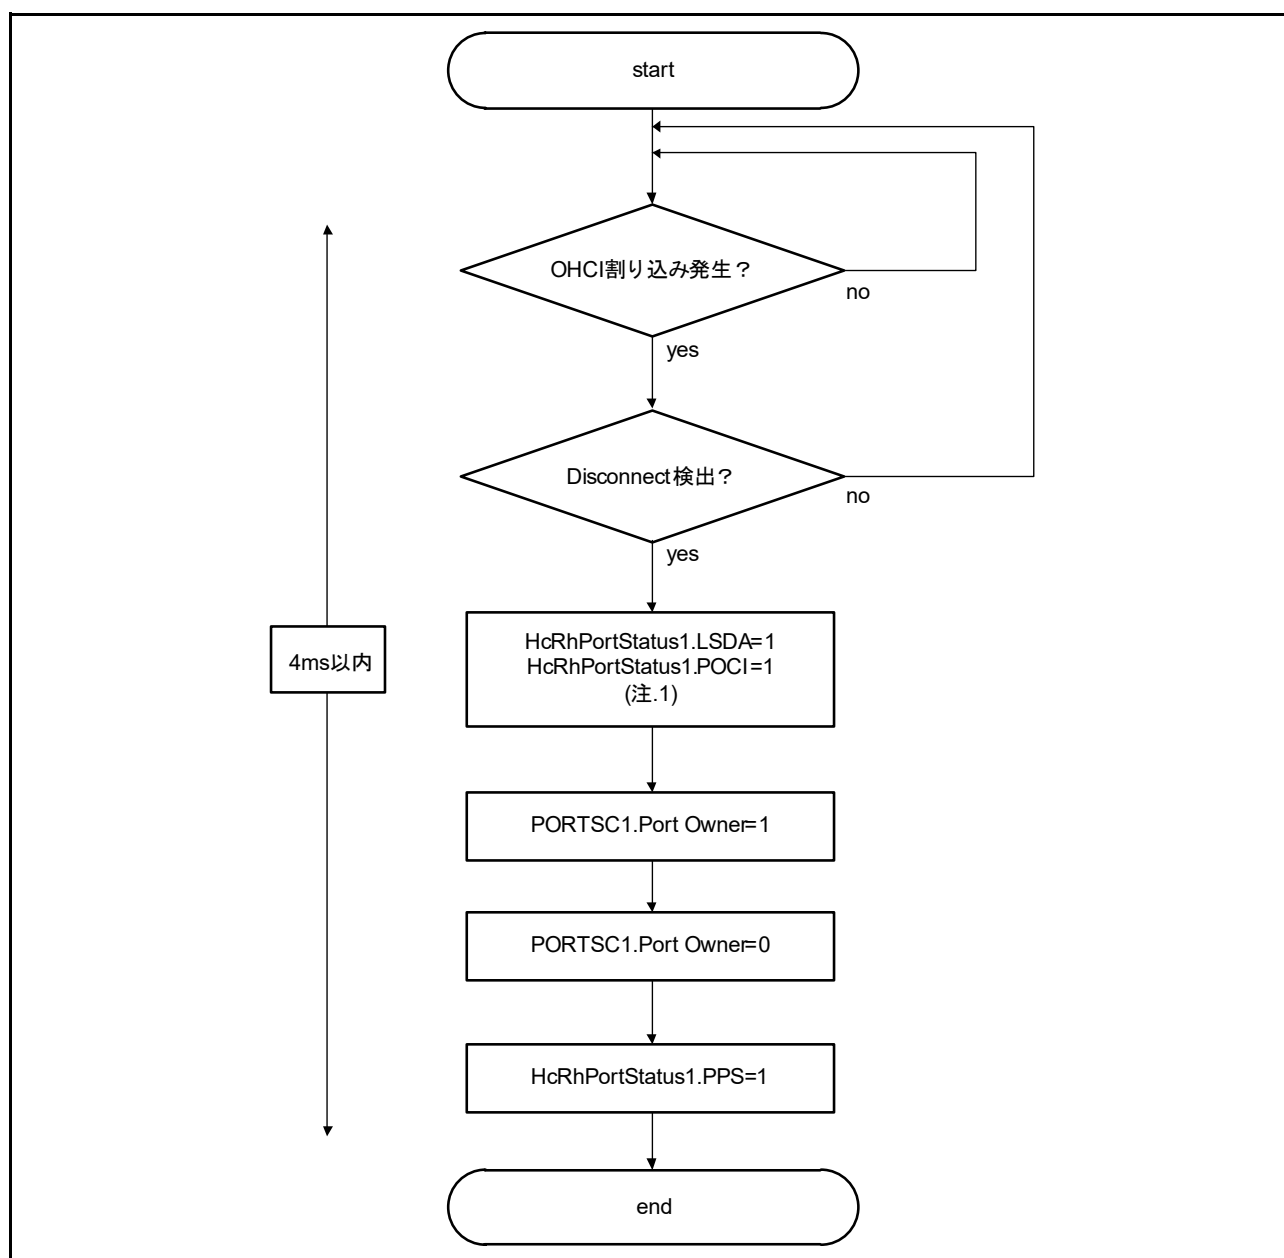 start
OHCI割り込み発生？
no
yes
Disconnect検出？
no
yes
4ms以内
HcRhPortStatus1.LSDA=1
HcRhPortStatus1.POCI=1
(注.1)
PORTSC1.Port Owner=1
PORTSC1.Port Owner=0
HcRhPortStatus1.PPS=1
end